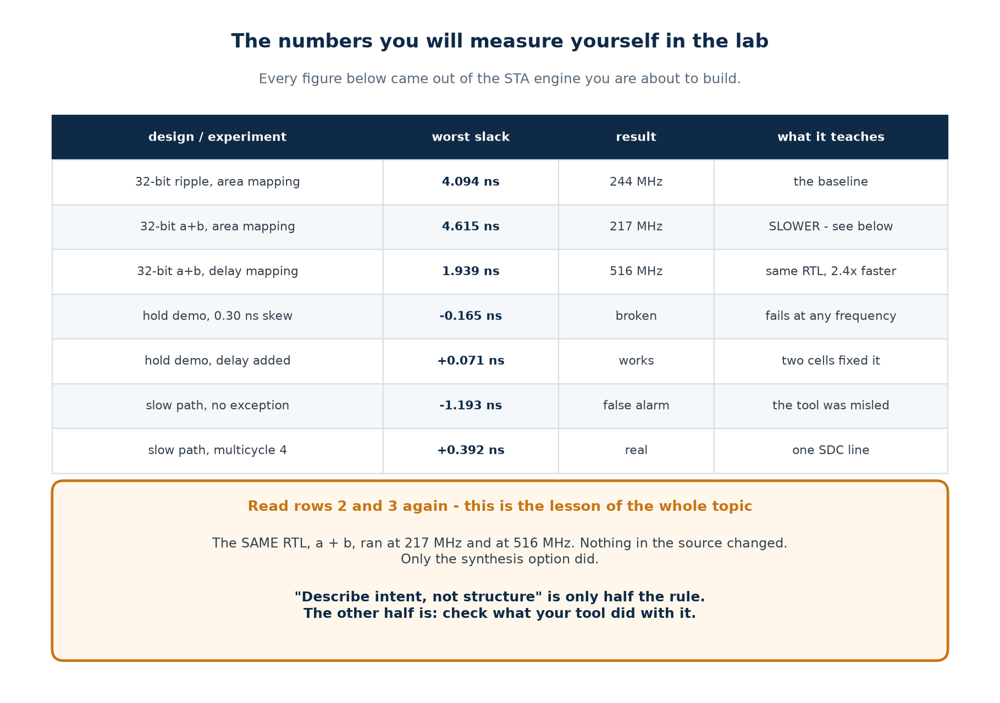 The numbers you will measure yourself in the lab
Every figure below came out of the STA engine you are about to build.
design / experiment worst slack result what it teaches
32-bit ripple, area mapping 4.094 ns 244 MHz the baseline
32-bit a+b, area mapping 4.615 ns 217 MHz SLOWER - see below
32-bit a+b, delay mapping 1.939 ns 516 MHz same RTL, 2.4x faster
hold demo, 0.30 ns skew -0.165 ns broken fails at any frequency
hold demo, delay added +0.071 ns works two cells fixed it
slow path, no exception -1.193 ns false alarm the tool was misled
slow path, multicycle 4 +0.392 ns real one SDC line
Read rows 2 and 3 again - this is the lesson of the whole topic
The SAME RTL, a + b, ran at 217 MHz and at 516 MHz. Nothing in the source changed.
Only the synthesis option did.
"Describe intent, not structure" is only half the rule.
The other half is: check what your tool did with it.